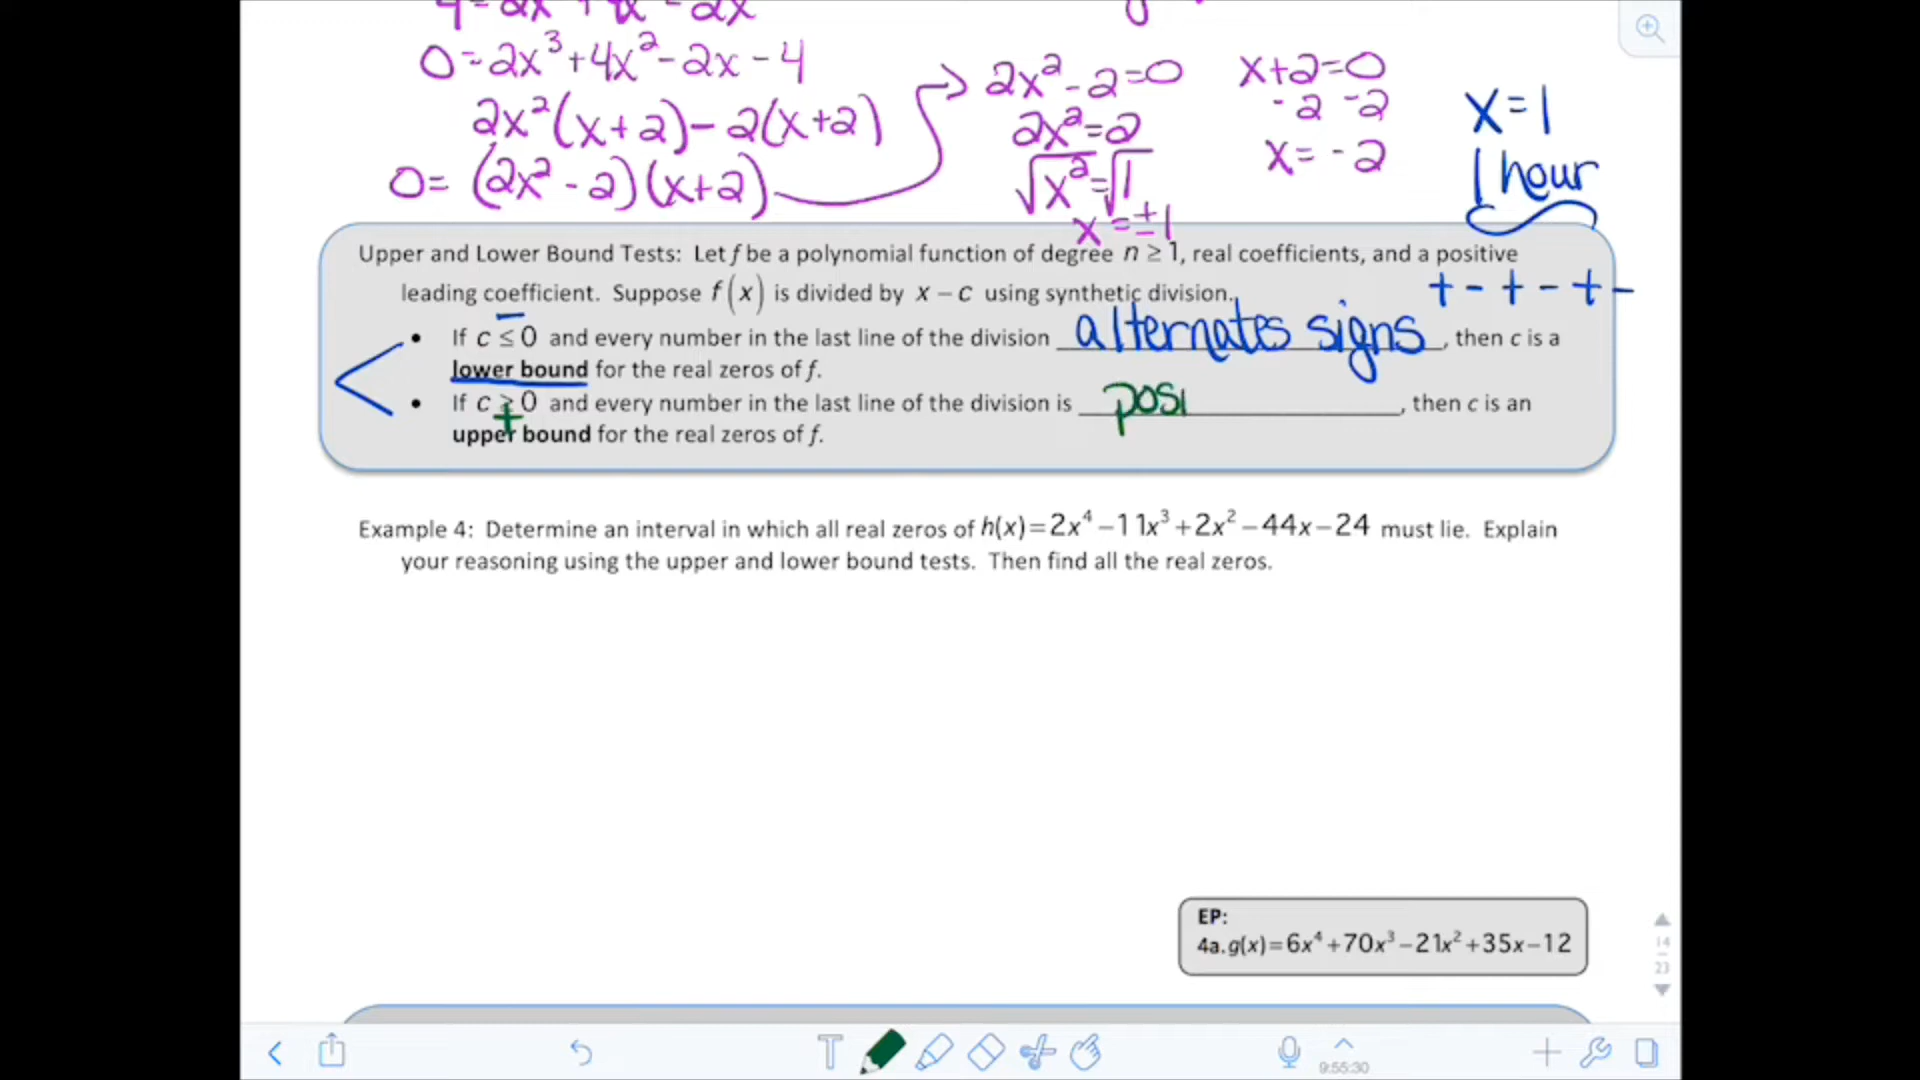 0=2x³+4x²-2x-4
2x²(x+2)-2(x+2)
0=(2x²-2)(x+2)
2x²-2=0
2x²=2
√x²=√1
x=±1
x+2=0
-2 -2
x=-2
x=1
1 hour
Upper and Lower Bound Tests: Let f be a polynomial function of degree n ≥ 1, real coefficients, and a positive
leading coefficient. Suppose f(x) is divided by x – c using synthetic division.
+ - + - + -
• If c ≤ 0 and every number in the last line of the division alternates signs, then c is a
lower bound for the real zeros of f.
• If c ≥ 0 and every number in the last line of the division is posi, then c is an
+
upper bound for the real zeros of f.
Example 4: Determine an interval in which all real zeros of h(x)=2x⁴–11x³+2x²–44x–24 must lie. Explain
your reasoning using the upper and lower bound tests. Then find all the real zeros.
EP:
4a. g(x)=6x⁴+70x³–21x²+35x–12
14
23
T
9:55:30